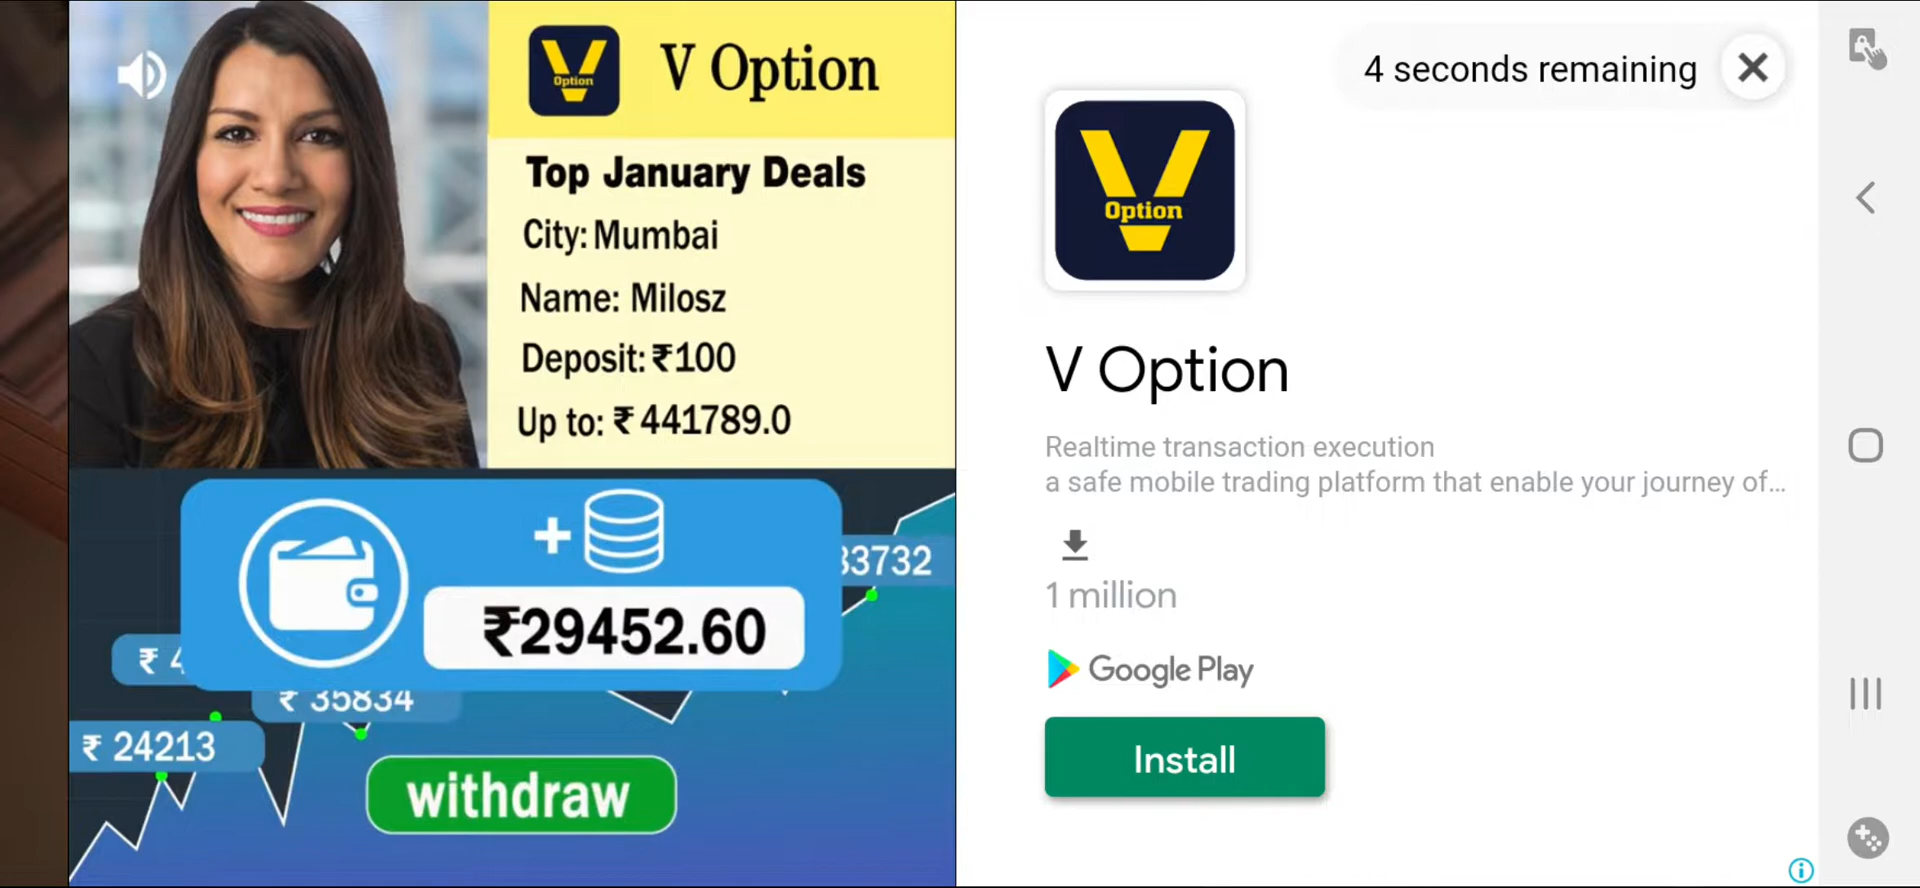 Option
V Option
Top January Deals
City: Mumbai
Name: Milosz
Deposit: ₹100
Up to: ₹ 441789.0
33732
₹29452.60
₹ 4
₹ 35834
₹ 24213
withdraw
4 seconds remaining
Option
V Option
Realtime transaction execution
a safe mobile trading platform that enable your journey of...
1 million
Google Play
Install